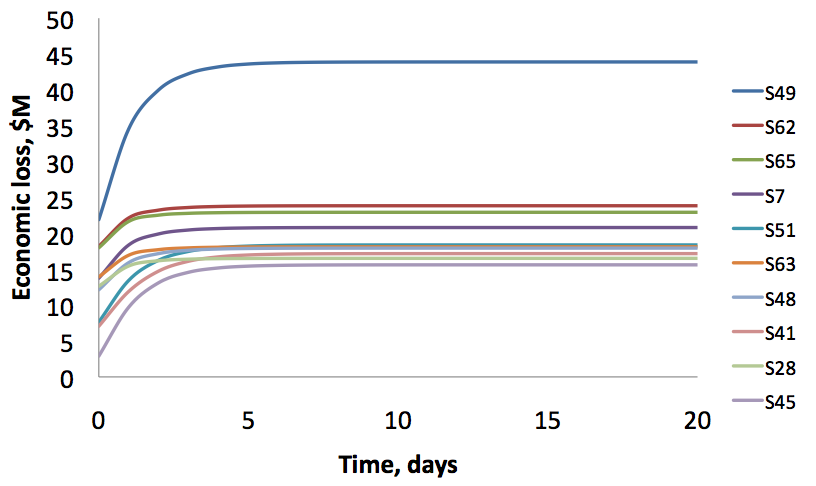 Economic loss, $M
50
45
40
35
30
25
20
15
10
5
0
0 5 10 15 20
Time, days
S49
S62
S65
S7
S51
S63
S48
S41
S28
S45